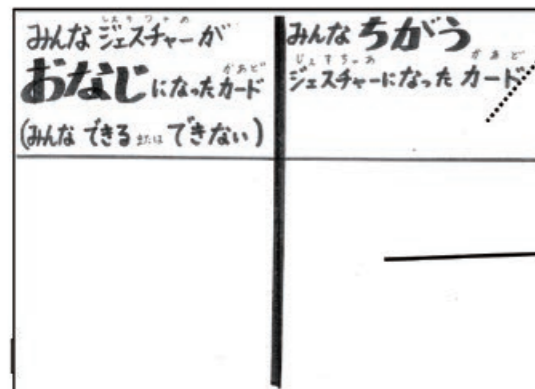 みんな ジェスチャーが
おなじになったカード
(みんな できる または できない)
みんな ちがう
ジェスチャーになった カード